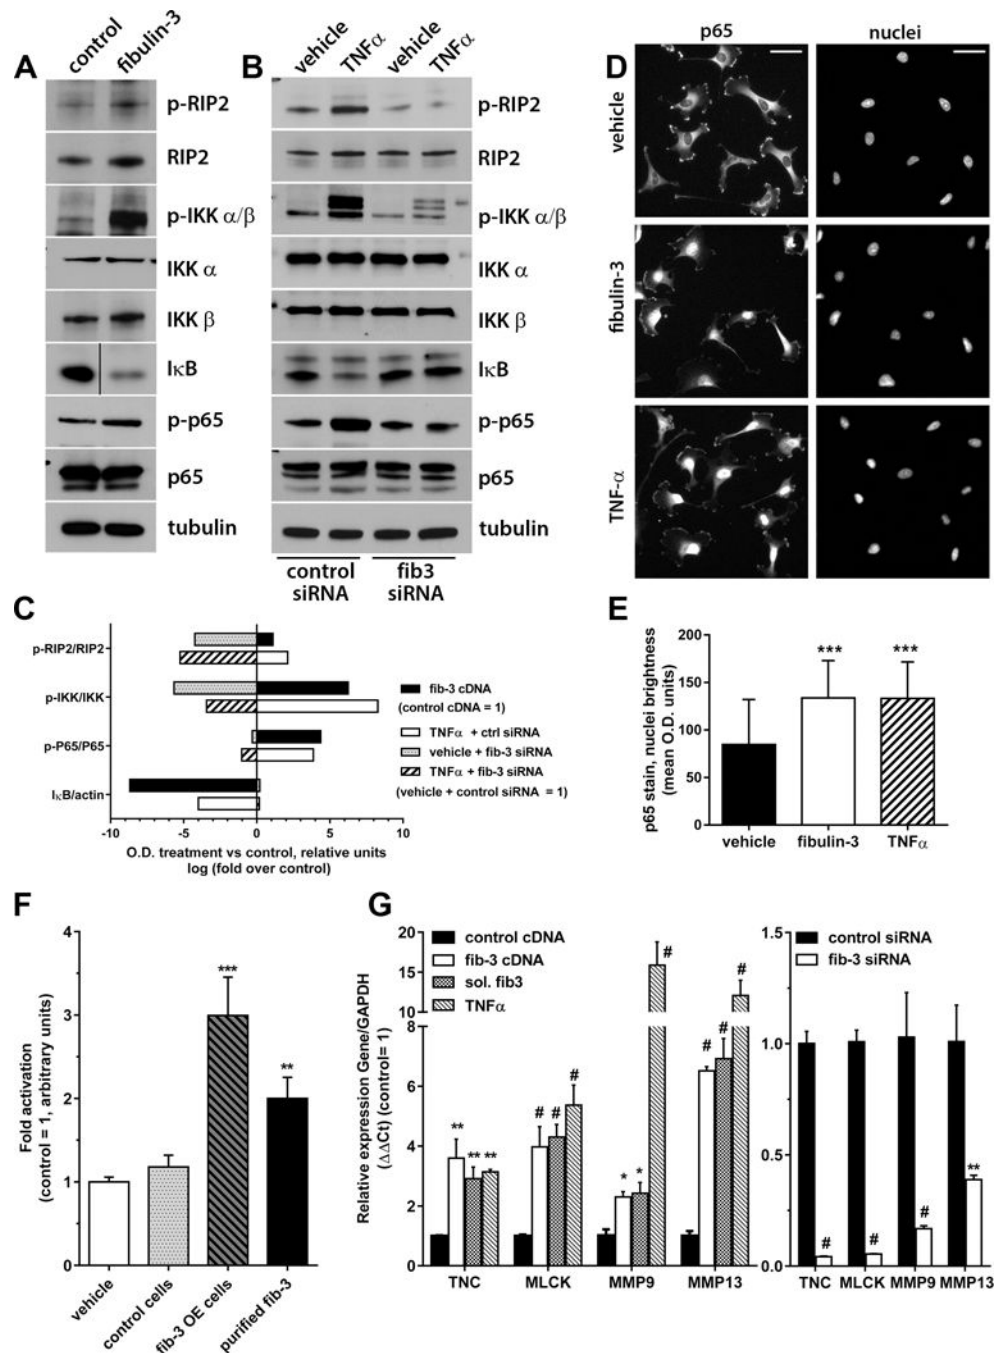 A
control
fibulin-3
p-RIP2
RIP2
p-IKK α/β
IKK α
IKK β
IκB
p-p65
p65
tubulin
B
vehicle
TNFα
vehicle
TNFα
p-RIP2
RIP2
p-IKK α/β
IKK α
IKK β
IκB
p-p65
p65
tubulin
control
siRNA
fib3
siRNA
C
p-RIP2/RIP2
p-IKK/IKK
p-P65/P65
IκB/actin
-10
-5
0
5
10
O.D. treatment vs control, relative units
log (fold over control)
fib-3 cDNA
(control cDNA = 1)
TNFα + ctrl siRNA
vehicle + fib-3 siRNA
TNFα + fib-3 siRNA
(vehicle + control siRNA = 1)
D
p65
nuclei
vehicle
fibulin-3
TNF-α
E
p65 stain, nuclei brightness
(mean O.D. units)
200
150
100
50
0
***
***
vehicle
fibulin-3
TNFα
F
Fold activation
(control = 1, arbitrary units)
4
3
2
1
0
***
**
vehicle
control cells
fib-3 OE cells
purified fib-3
G
Relative expression Gene/GAPDH
(ΔΔCt) (control= 1)
20
15
10
8
6
4
2
0
control cDNA
fib-3 cDNA
sol. fib3
TNFα
**
**
**
#
#
#
*
*
#
#
#
#
TNC
MLCK
MMP9
MMP13
1.5
1.0
0.5
0.0
control siRNA
fib-3 siRNA
#
#
#
**
TNC
MLCK
MMP9
MMP13